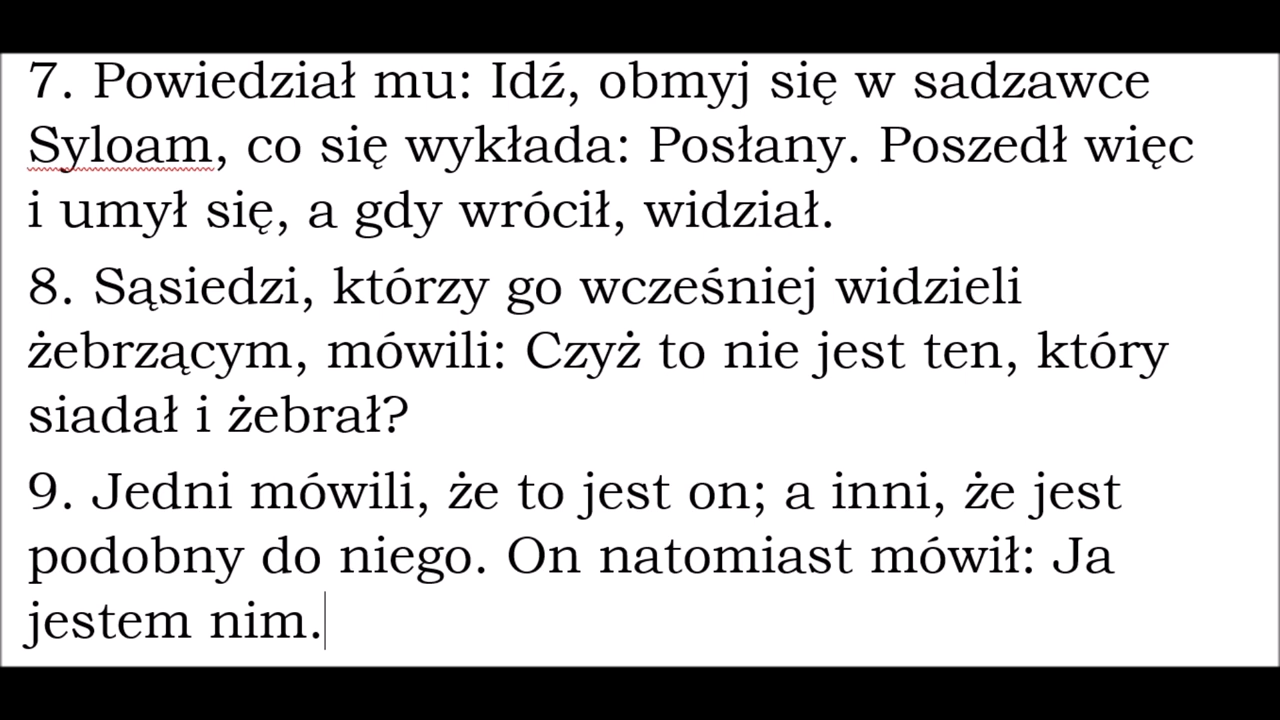 7. Powiedział mu: Idź, obmyj się w sadzawce
Syloam, co się wykłada: Posłany. Poszedł więc
i umył się, a gdy wrócił, widział.
8. Sąsiedzi, którzy go wcześniej widzieli
żebrzącym, mówili: Czyż to nie jest ten, który
siadał i żebrał?
9. Jedni mówili, że to jest on; a inni, że jest
podobny do niego. On natomiast mówił: Ja
jestem nim.